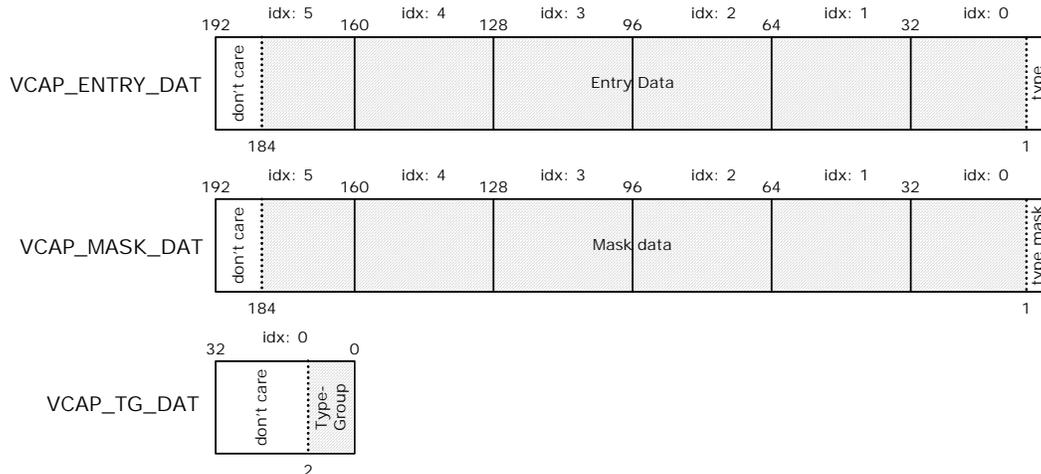 idx: 5 idx: 4 idx: 3 idx: 2 idx: 1 idx: 0
192 160 128 96 64 32
VCAP_ENTRY_DAT don't care Entry Data type
184 1
idx: 5 idx: 4 idx: 3 idx: 2 idx: 1 idx: 0
192 160 128 96 64 32
VCAP_MASK_DAT don't care Mask data type mask
184 1
idx: 0
32 0
VCAP_TG_DAT don't care Type-
Group
2